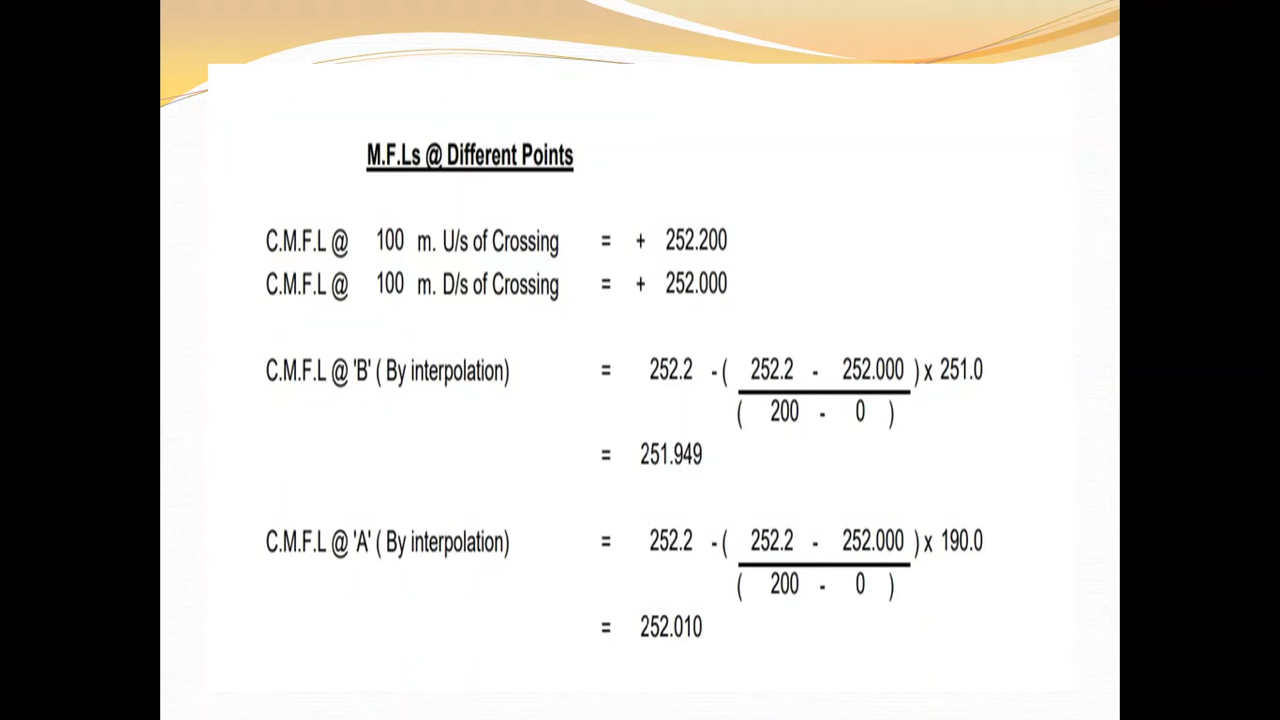 M.F.Ls @ Different Points
C.M.F.L @ 100 m. U/s of Crossing = + 252.200
C.M.F.L @ 100 m. D/s of Crossing = + 252.000
C.M.F.L @ 'B' ( By interpolation) = 252.2 - ( 252.2 - 252.000 ) x 251.0
( 200 - 0 )
= 251.949
C.M.F.L @ 'A' ( By interpolation) = 252.2 - ( 252.2 - 252.000 ) x 190.0
( 200 - 0 )
= 252.010